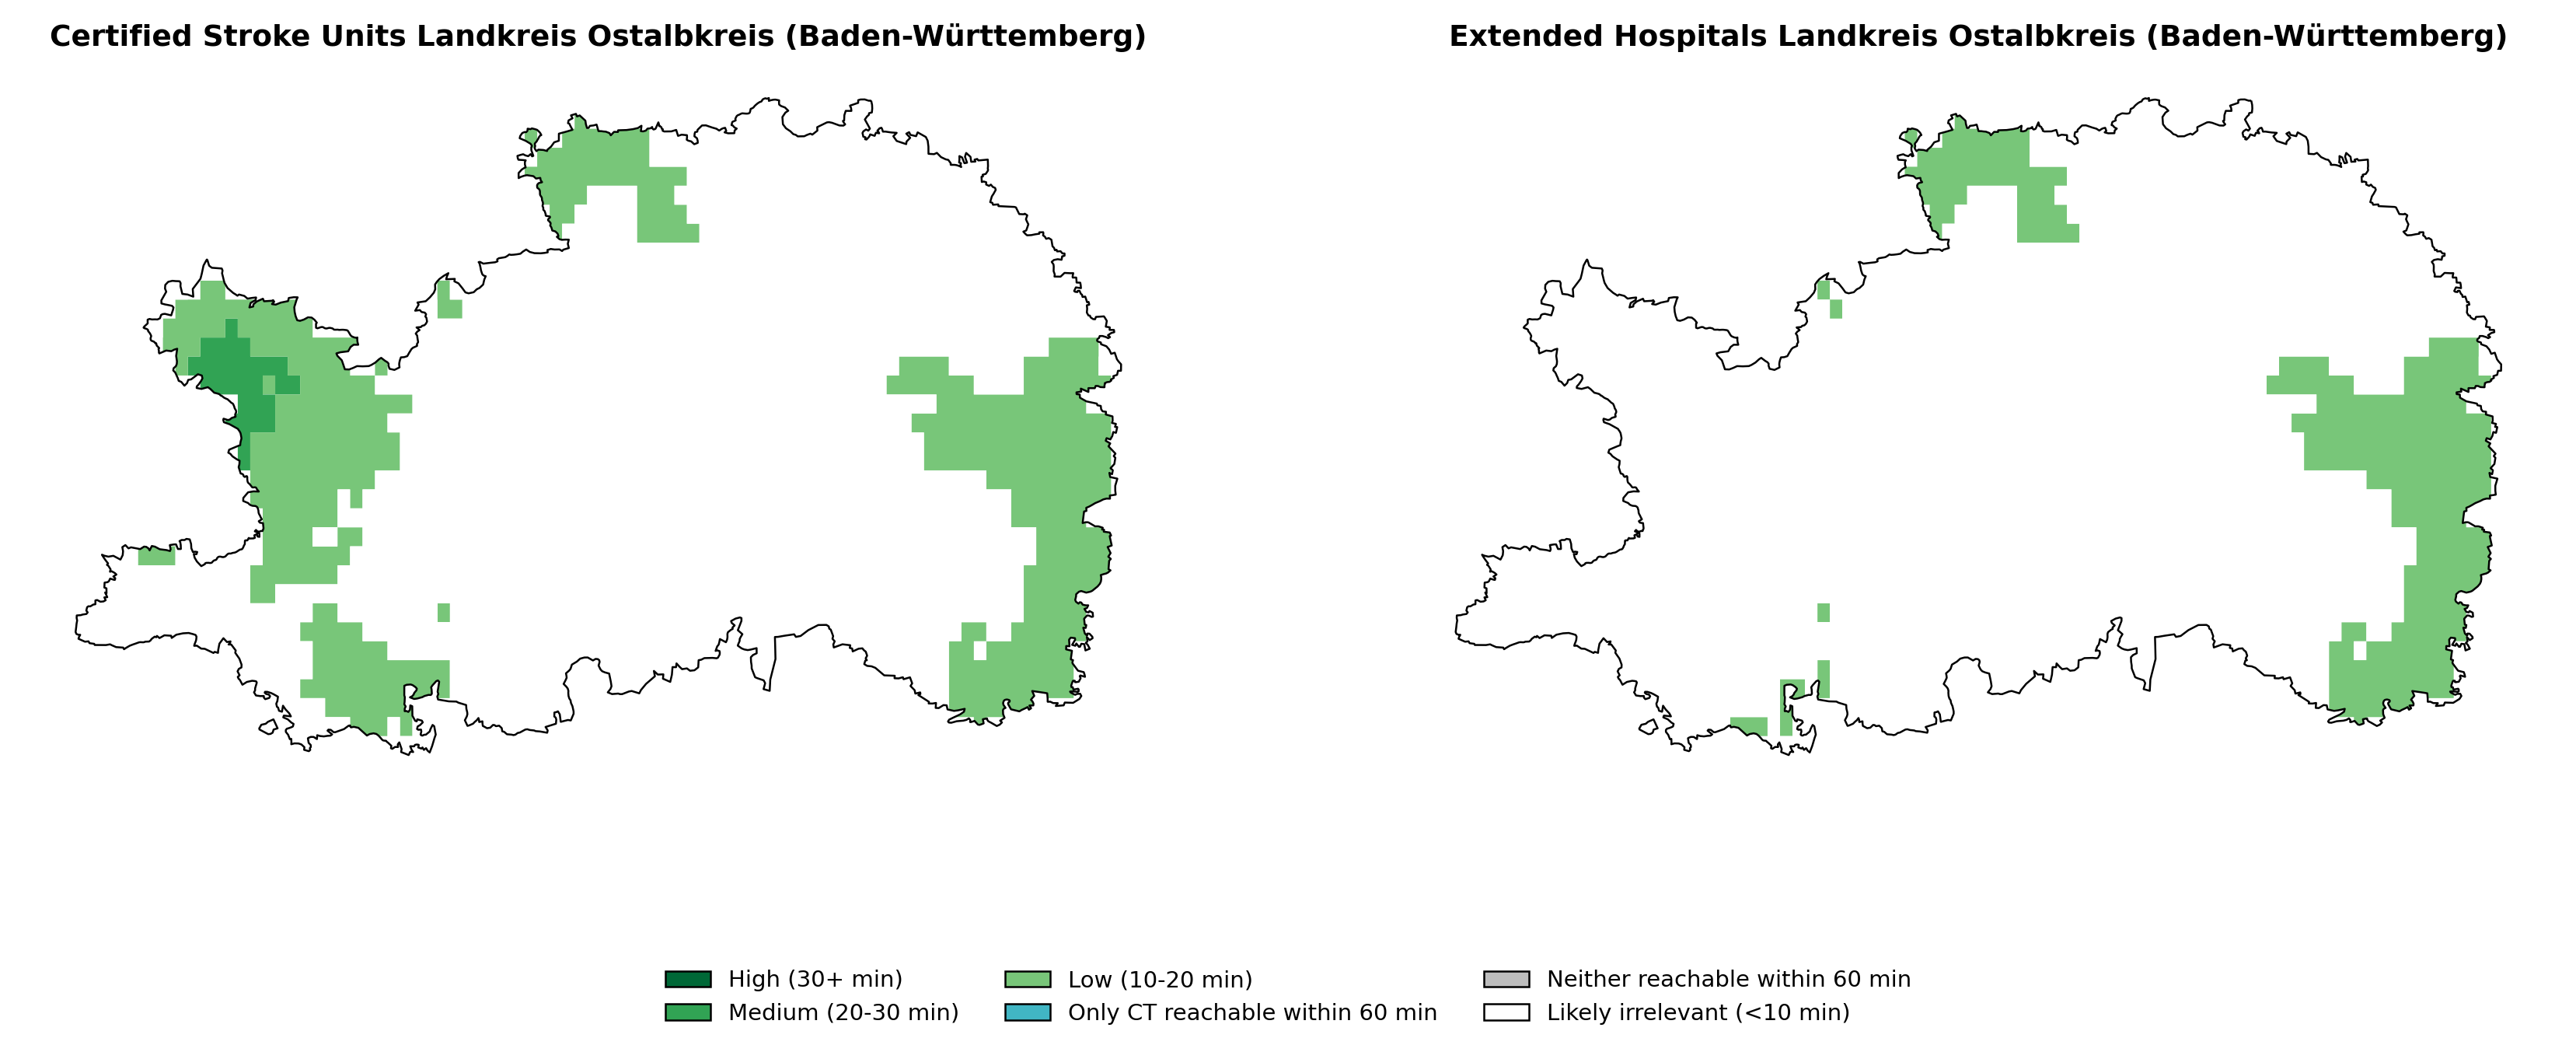 Certified Stroke Units Landkreis Ostalbkreis (Baden-Württemberg)
Extended Hospitals Landkreis Ostalbkreis (Baden-Württemberg)
High (30+ min)
Medium (20-30 min)
Low (10-20 min)
Only CT reachable within 60 min
Neither reachable within 60 min
Likely irrelevant (<10 min)